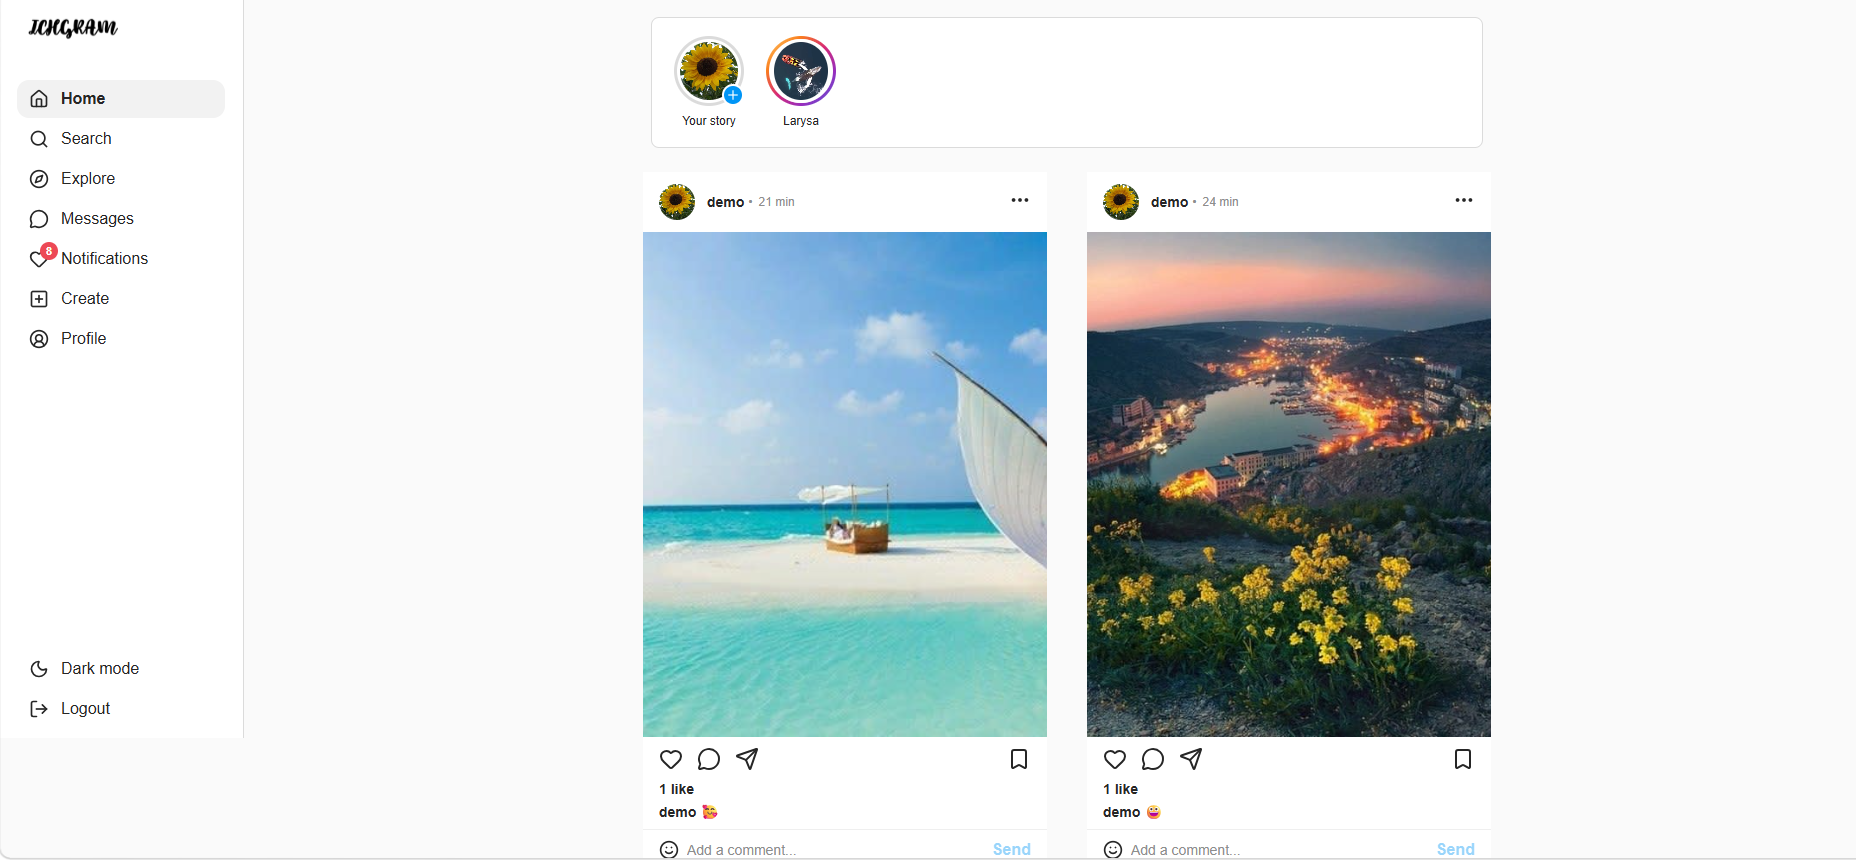 ICHGRAM
Home
Search
Explore
Messages
8
Notifications
Create
Profile
Dark mode
Logout
Your story
Larysa
demo • 21 min
1 like
demo 🥰
Add a comment... Send
demo • 24 min
1 like
demo 😀
Add a comment... Send